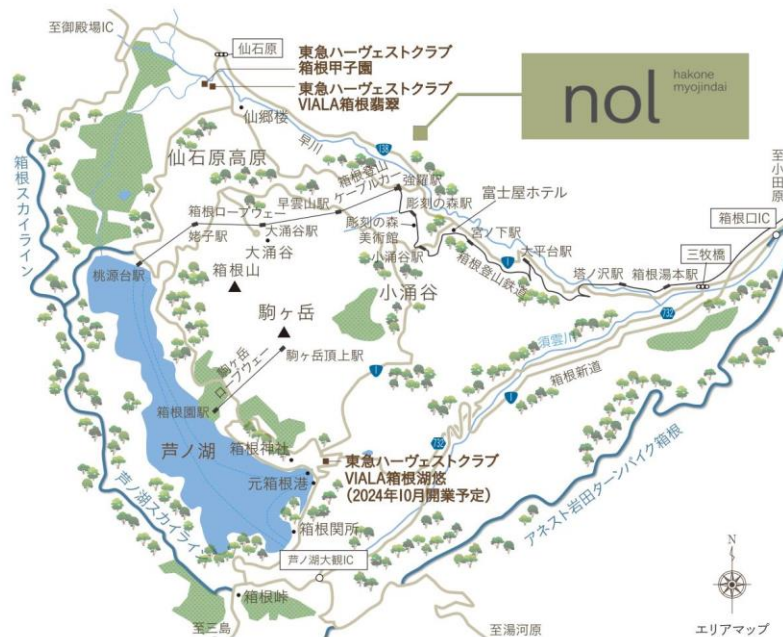 至御殿場IC
仙石原
東急ハーヴェストクラブ
箱根甲子園
東急ハーヴェストクラブ
VIALA箱根翡翠
仙郷楼
nol
hakone
myojindai
早川
138
仙石原高原
箱根スカイライン
箱根登山
ケーブルカー
強羅駅
早雲山駅
箱根ロープウェー
姥子駅
大涌谷駅
大涌谷
彫刻の森駅
彫刻の森
美術館
富士屋ホテル
宮ノ下駅
小涌谷駅
大平台駅
1
箱根登山鉄道
塔ノ沢駅
箱根湯本駅
三牧橋
箱根口IC
至小田原
桃源台駅
箱根山
小涌谷
駒ヶ岳
駒ヶ岳
ロープウェー
駒ヶ岳頂上駅
箱根園駅
1
732
須雲川
箱根新道
1
732
芦ノ湖
箱根神社
元箱根港
東急ハーヴェストクラブ
VIALA箱根湖悠
(2024年10月開業予定)
アネスト岩田ターンパイク箱根
芦ノ湖スカイライン
箱根関所
芦ノ湖大観IC
箱根峠
至三島
至湯河原
N
エリアマップ